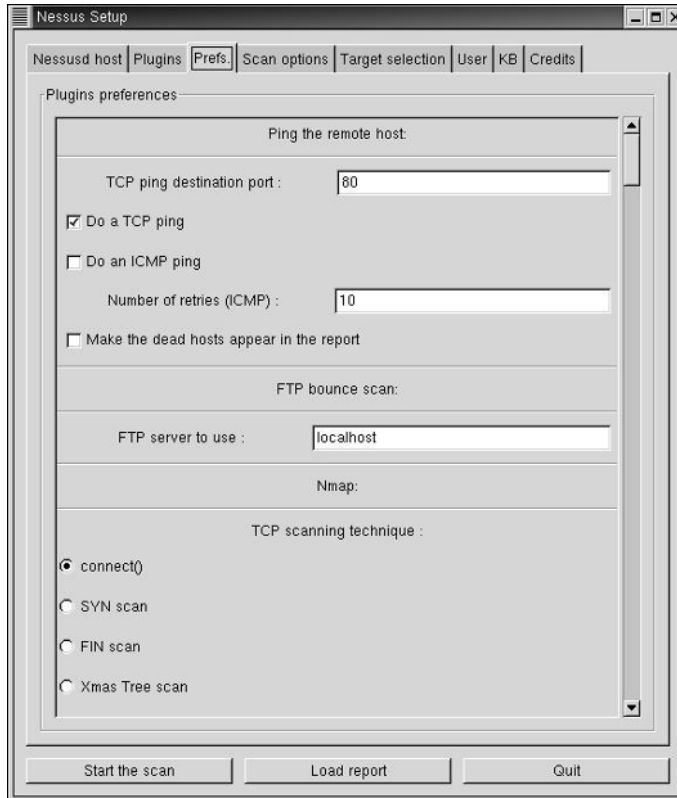 Nessus Setup
Nessusd host Plugins Prefs. Scan options Target selection User KB Credits
Plugins preferences
Ping the remote host:
TCP ping destination port : 80
Do a TCP ping
Do an ICMP ping
Number of retries (ICMP) : 10
Make the dead hosts appear in the report
FTP bounce scan:
FTP server to use : localhost
Nmap:
TCP scanning technique :
connect()
SYN scan
FIN scan
Xmas Tree scan
Start the scan Load report Quit